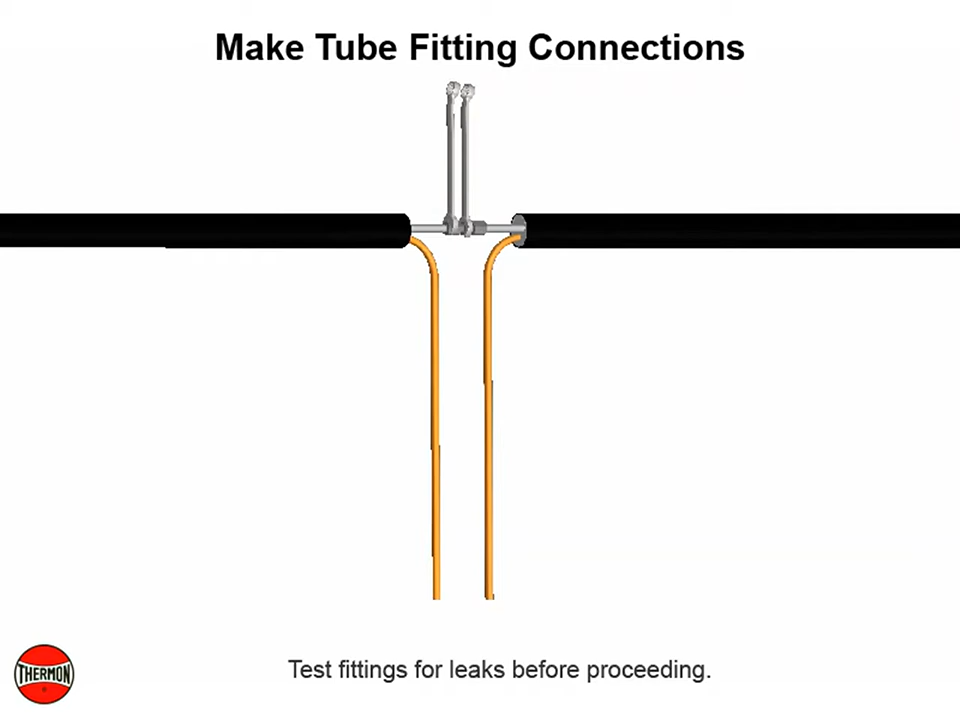 Make Tube Fitting Connections
THERMON
Test fittings for leaks before proceeding.